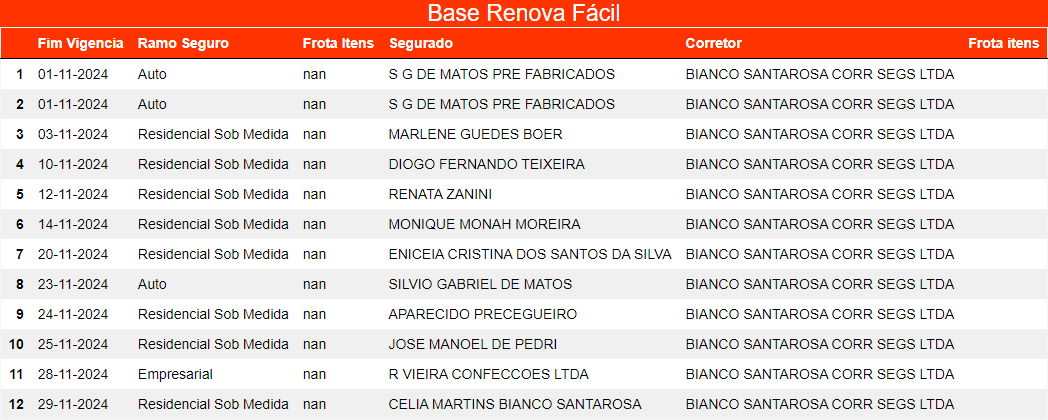 Base Renova Fácil
Fim Vigencia Ramo Seguro Frota Itens Segurado Corretor Frota itens
1 01-11-2024 Auto nan S G DE MATOS PRE FABRICADOS BIANCO SANTAROSA CORR SEGS LTDA
2 01-11-2024 Auto nan S G DE MATOS PRE FABRICADOS BIANCO SANTAROSA CORR SEGS LTDA
3 03-11-2024 Residencial Sob Medida nan MARLENE GUEDES BOER BIANCO SANTAROSA CORR SEGS LTDA
4 10-11-2024 Residencial Sob Medida nan DIOGO FERNANDO TEIXEIRA BIANCO SANTAROSA CORR SEGS LTDA
5 12-11-2024 Residencial Sob Medida nan RENATA ZANINI BIANCO SANTAROSA CORR SEGS LTDA
6 14-11-2024 Residencial Sob Medida nan MONIQUE MONAH MOREIRA BIANCO SANTAROSA CORR SEGS LTDA
7 20-11-2024 Residencial Sob Medida nan ENICEIA CRISTINA DOS SANTOS DA SILVA BIANCO SANTAROSA CORR SEGS LTDA
8 23-11-2024 Auto nan SILVIO GABRIEL DE MATOS BIANCO SANTAROSA CORR SEGS LTDA
9 24-11-2024 Residencial Sob Medida nan APARECIDO PRECEGUEIRO BIANCO SANTAROSA CORR SEGS LTDA
10 25-11-2024 Residencial Sob Medida nan JOSE MANOEL DE PEDRI BIANCO SANTAROSA CORR SEGS LTDA
11 28-11-2024 Empresarial nan R VIEIRA CONFECCOES LTDA BIANCO SANTAROSA CORR SEGS LTDA
12 29-11-2024 Residencial Sob Medida nan CELIA MARTINS BIANCO SANTAROSA BIANCO SANTAROSA CORR SEGS LTDA